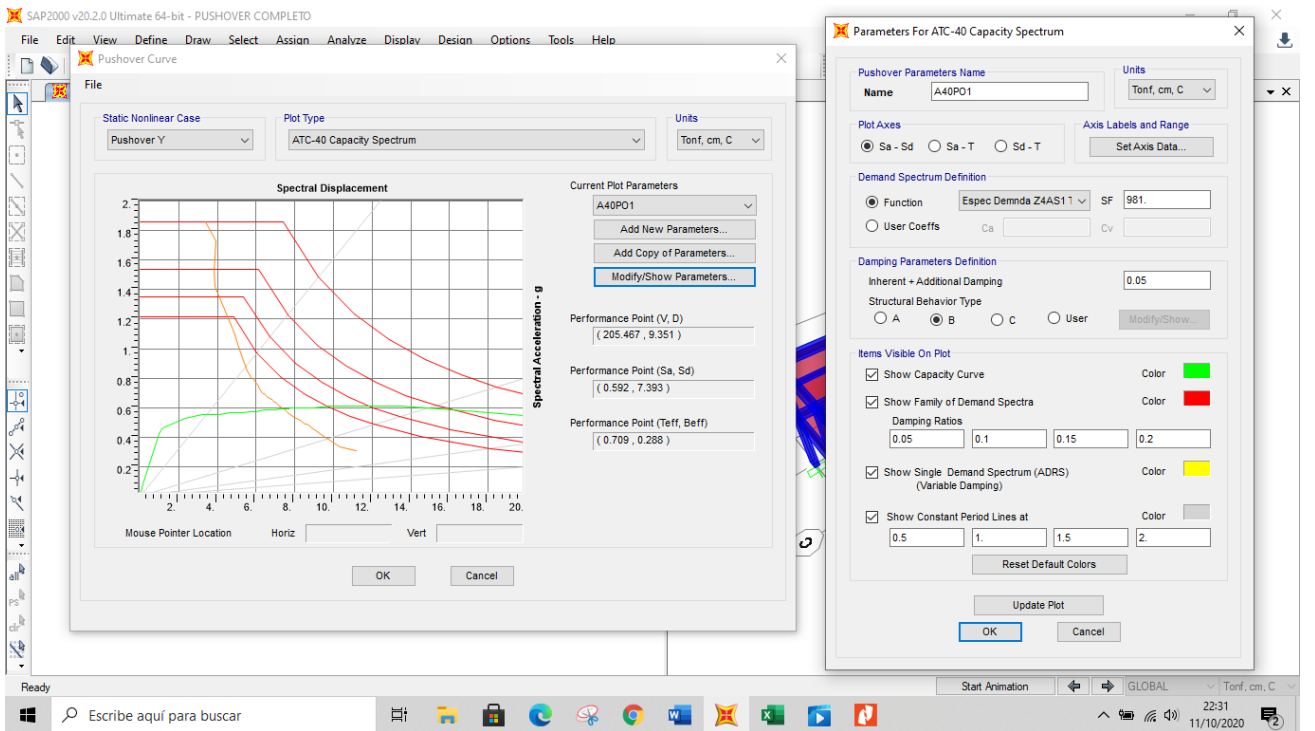 SAP2000 v20.2.0 Ultimate 64-bit - PUSHOVER COMPLETO
File Edit View Define Draw Select Assign Analyze Display Design Options Tools Help
Pushover Curve
File
Static Nonlinear Case
Pushover Y
Plot Type
ATC-40 Capacity Spectrum
Units
Tonf, cm, C
Spectral Displacement
2.
1.8
1.6
1.4
1.2
1.
0.8
0.6
0.4
0.2
2. 4. 6. 8. 10. 12. 14. 16. 18. 20.
Spectral Acceleration - g
Mouse Pointer Location Horiz Vert
Current Plot Parameters
A40PO1
Add New Parameters...
Add Copy of Parameters...
Modify/Show Parameters...
Performance Point (V, D)
( 205.467 , 9.351 )
Performance Point (Sa, Sd)
( 0.592 , 7.393 )
Performance Point (Teff, Beff)
( 0.709 , 0.288 )
OK Cancel
Parameters For ATC-40 Capacity Spectrum
Pushover Parameters Name
Name A40PO1
Units
Tonf, cm, C
Plot Axes
Sa - Sd Sa - T Sd - T
Axis Labels and Range
Set Axis Data...
Demand Spectrum Definition
Function Espec Demnda Z4AS1 T SF 981.
User Coeffs Ca Cv
Damping Parameters Definition
Inherent + Additional Damping 0.05
Structural Behavior Type
A B C User Modify/Show...
Items Visible On Plot
Show Capacity Curve Color
Show Family of Demand Spectra Color
Damping Ratios
0.05 0.1 0.15 0.2
Show Single Demand Spectrum (ADRS) Color
(Variable Damping)
Show Constant Period Lines at Color
0.5 1. 1.5 2.
Reset Default Colors
Update Plot
OK Cancel
all
PS
clr
Ready
Start Animation GLOBAL Tonf, cm, C
Escribe aquí para buscar
22:31
11/10/2020
2